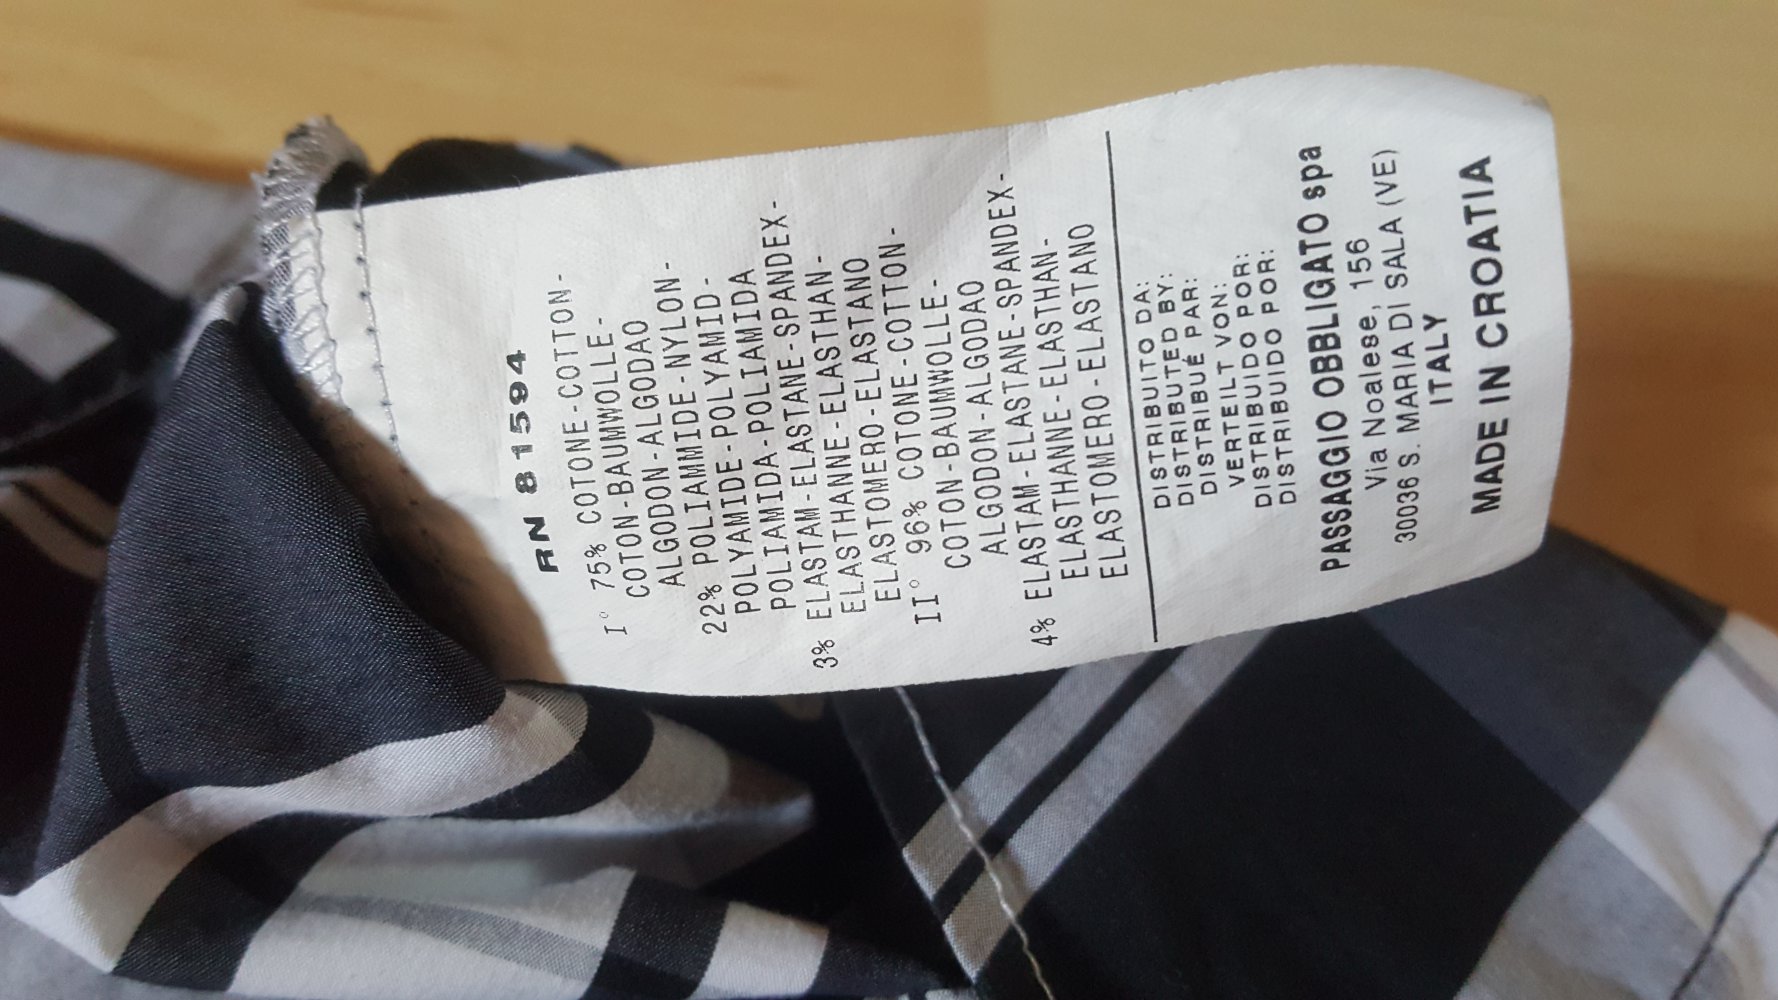 RN 81594
I° 75% COTONE-COTTON-
COTON-BAUMWOLLE-
ALGODON-ALGODAO
22% POLIAMMIDE-NYLON-
POLYAMIDE-POLYAMID-
POLIAMIDA-POLIAMIDA
3% ELASTAM-ELASTANE-SPANDEX-
ELASTHANNE-ELASTHAN-
ELASTOMERO-ELASTANO
II° 96% COTONE-COTTON-
COTON-BAUMWOLLE-
ALGODON-ALGODAO
4% ELASTAM-ELASTANE-SPANDEX-
ELASTHANNE-ELASTHAN-
ELASTOMERO-ELASTANO
DISTRIBUITO DA:
DISTRIBUTED BY:
DISTRIBUÉ PAR:
VERTEILT VON:
DISTRIBUIDO POR:
DISTRIBUIDO POR:
PASSAGGIO OBBLIGATO spa
Via Noalese, 156
30036 S. MARIA DI SALA (VE)
ITALY
MADE IN CROATIA